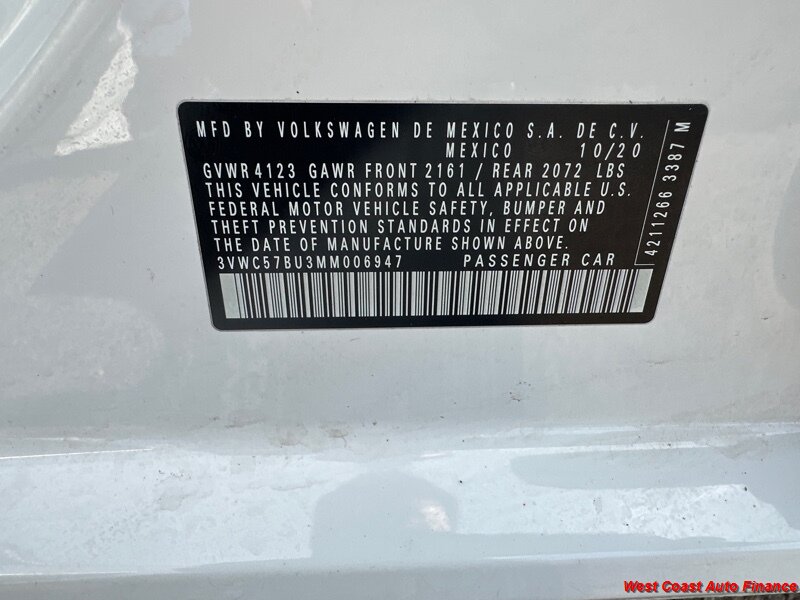 MFD BY VOLKSWAGEN DE MEXICO S.A. DE C.V.
MEXICO 10/20
GVWR 4123 GAWR FRONT 2161 / REAR 2072 LBS
THIS VEHICLE CONFORMS TO ALL APPLICABLE U.S.
FEDERAL MOTOR VEHICLE SAFETY, BUMPER AND
THEFT PREVENTION STANDARDS IN EFFECT ON
THE DATE OF MANUFACTURE SHOWN ABOVE.
3VWC57BU3MM006947 PASSENGER CAR
4211266 3387 M
West Coast Auto Finance